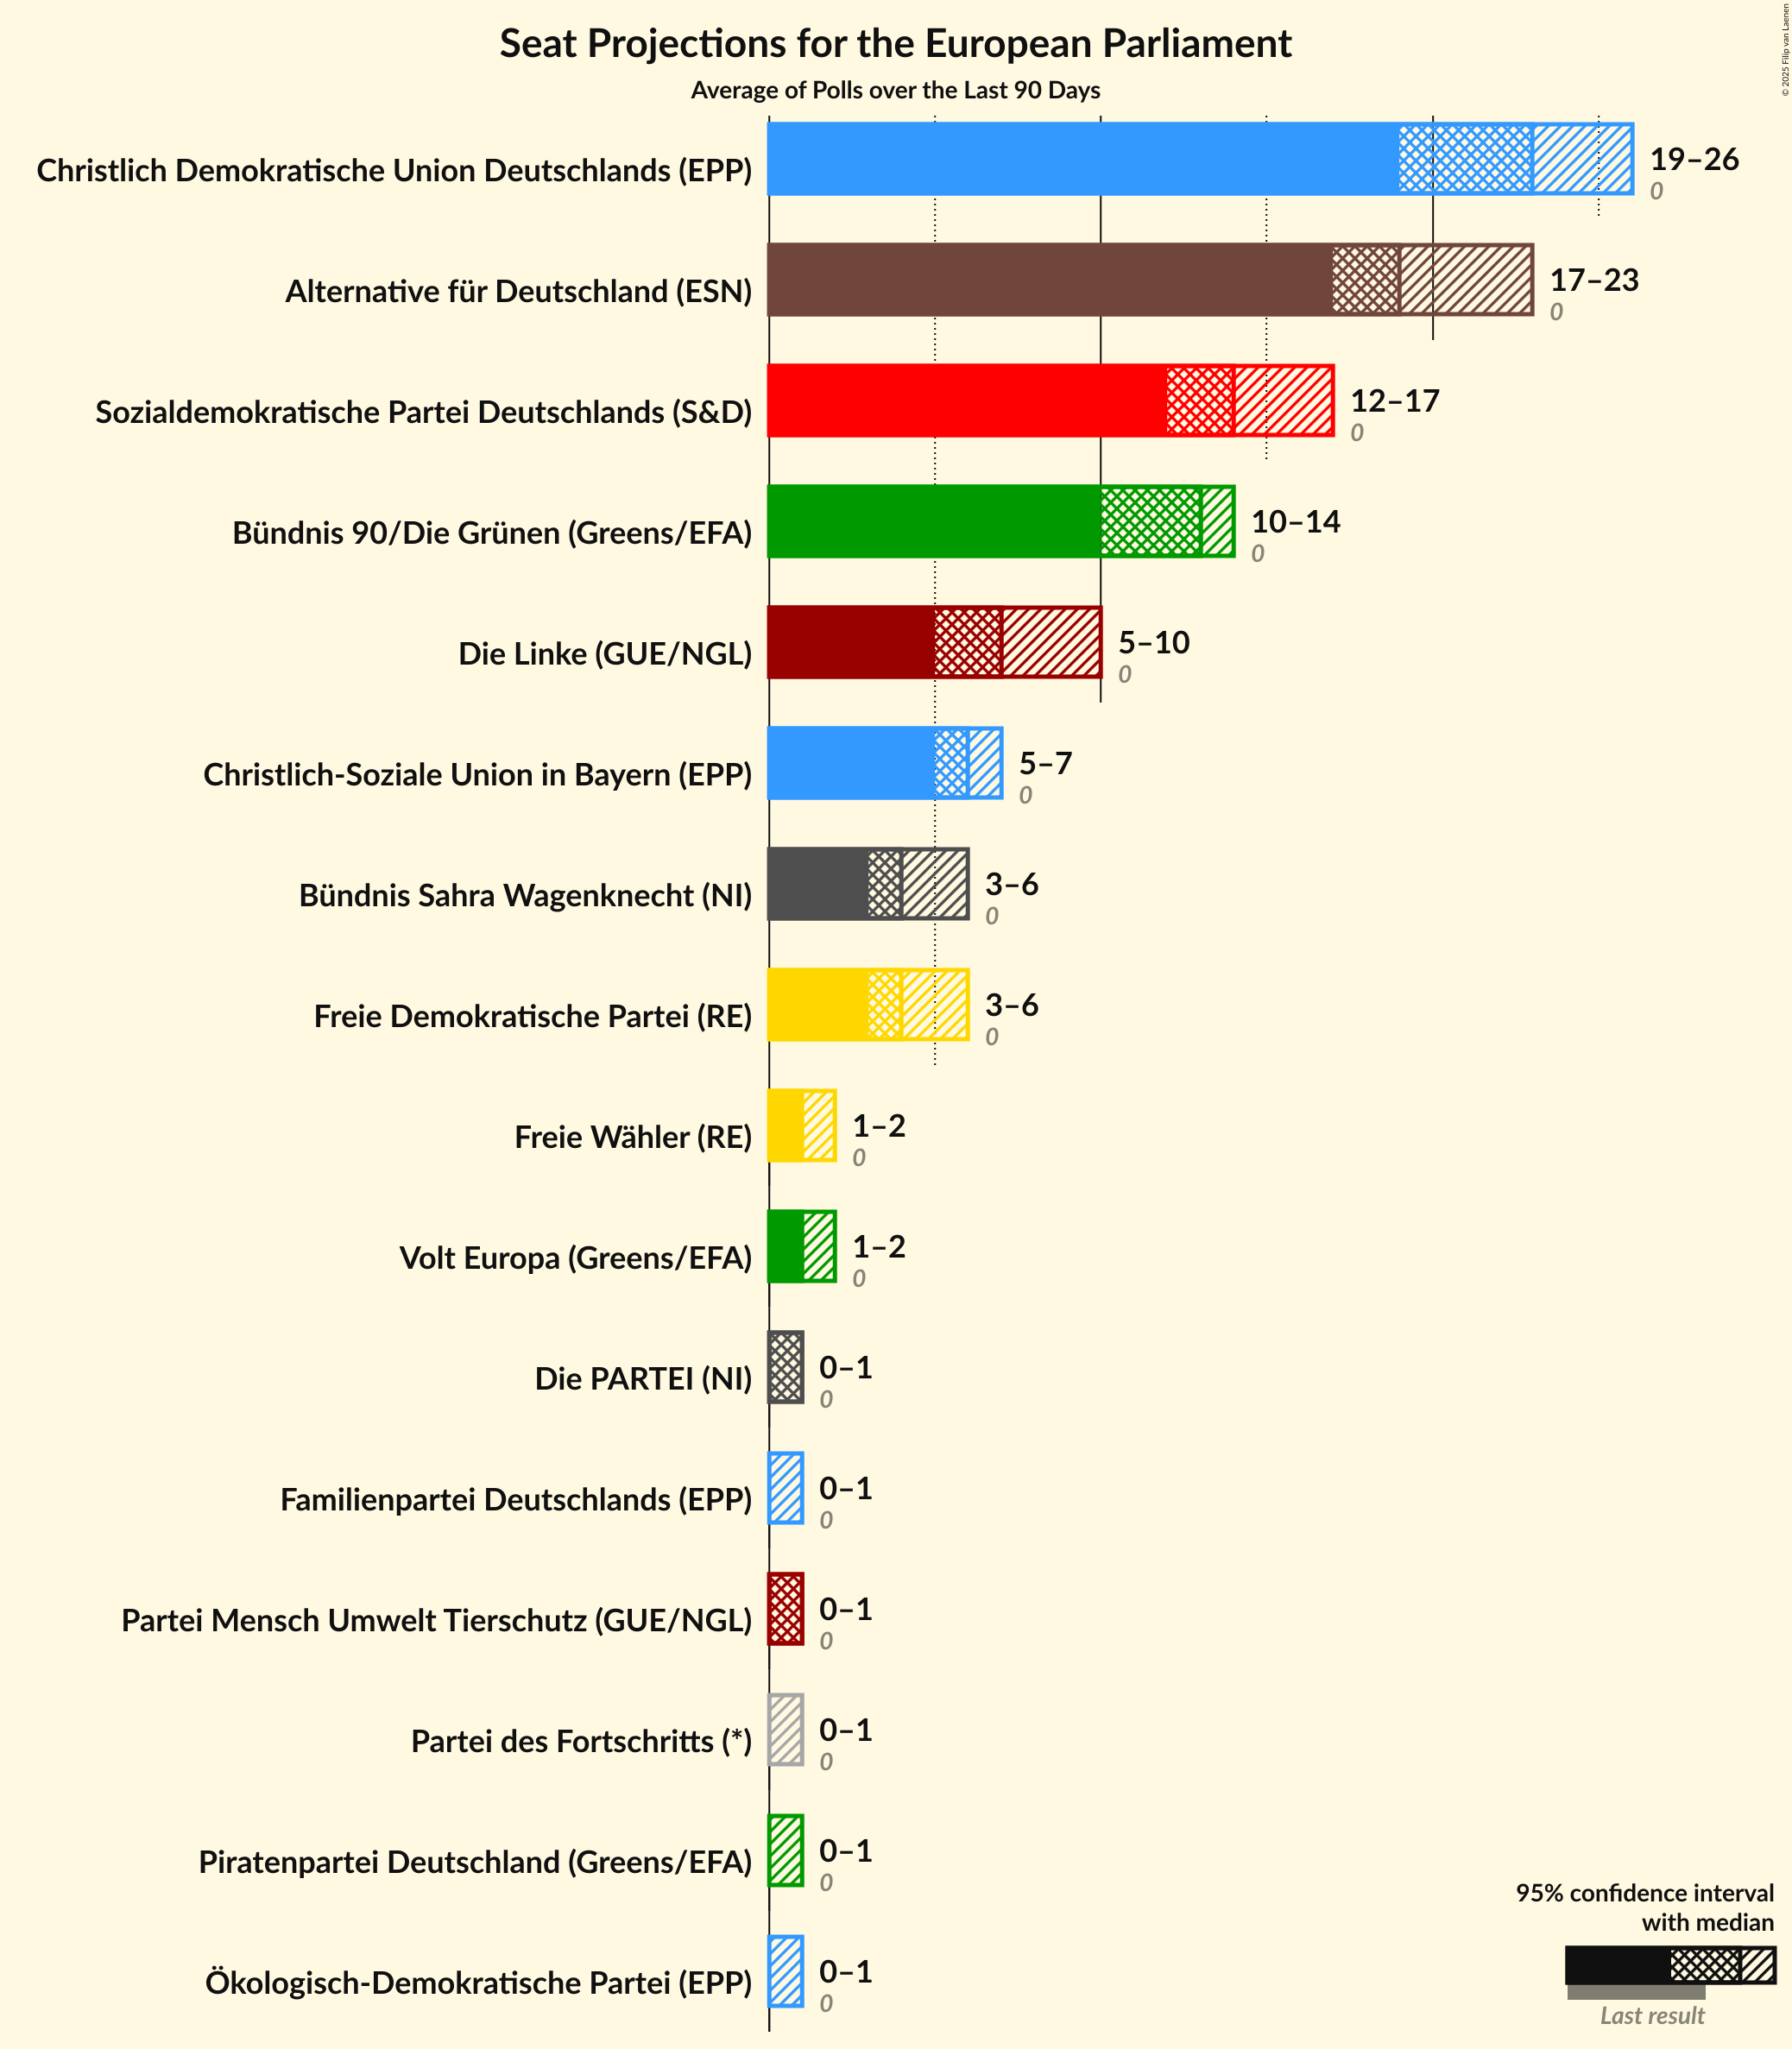 Seat Projections for the European Parliament
Average of Polls over the Last 90 Days
© 2025 Filip van Laenen
Christlich Demokratische Union Deutschlands (EPP)
19–26
0
Alternative für Deutschland (ESN)
17–23
0
Sozialdemokratische Partei Deutschlands (S&D)
12–17
0
Bündnis 90/Die Grünen (Greens/EFA)
10–14
0
Die Linke (GUE/NGL)
5–10
0
Christlich-Soziale Union in Bayern (EPP)
5–7
0
Bündnis Sahra Wagenknecht (NI)
3–6
0
Freie Demokratische Partei (RE)
3–6
0
Freie Wähler (RE)
1–2
0
Volt Europa (Greens/EFA)
1–2
0
Die PARTEI (NI)
0–1
0
Familienpartei Deutschlands (EPP)
0–1
0
Partei Mensch Umwelt Tierschutz (GUE/NGL)
0–1
0
Partei des Fortschritts (*)
0–1
0
Piratenpartei Deutschland (Greens/EFA)
0–1
0
Ökologisch-Demokratische Partei (EPP)
0–1
0
95% confidence interval
with median
Last result